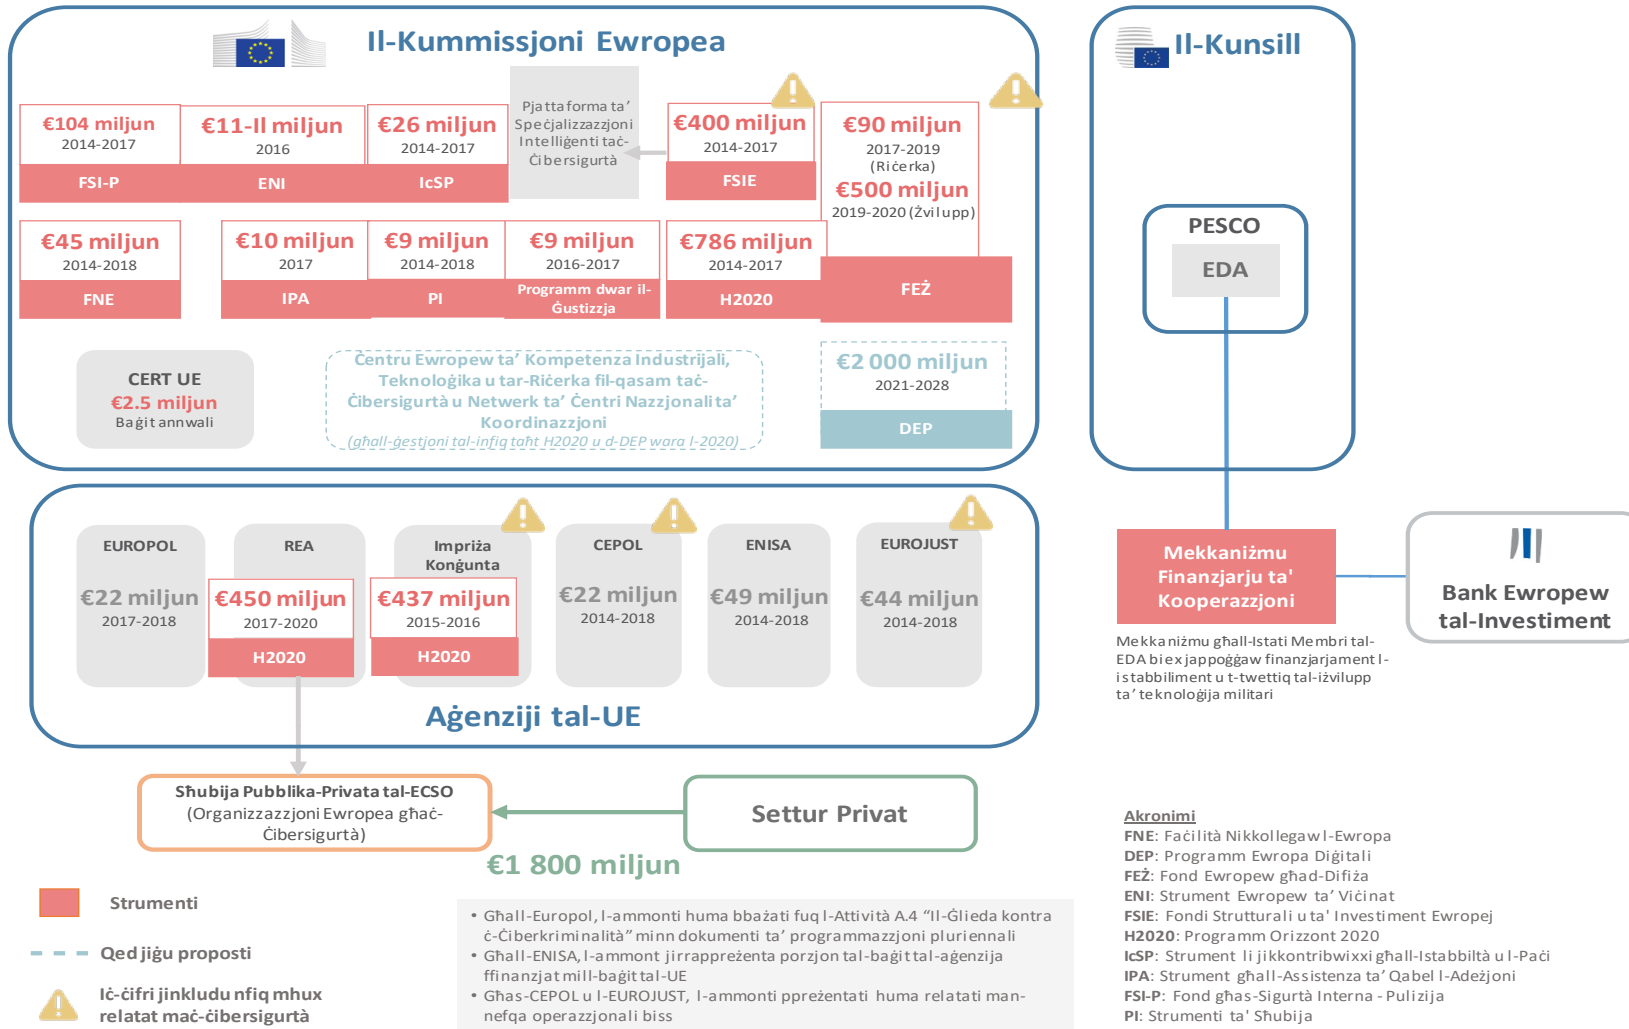 Il-Kummissjoni Ewropea
€104 miljun
2014-2017
FSI-P
€11-Il miljun
2016
ENI
€26 miljun
2014-2017
IcSP
Pjattaforma ta’
Speċjalizzazzjoni
Intelliġenti taċ-
Ċibersigurtà
€400 miljun
2014-2017
FSIE
€90 miljun
2017-2019
(Riċerka)
€500 miljun
2019-2020 (Żvilupp)
FEŻ
€45 miljun
2014-2018
FNE
€10 miljun
2017
IPA
€9 miljun
2014-2018
PI
€9 miljun
2016-2017
Programm dwar il-
Ġustizzja
€786 miljun
2014-2017
H2020
CERT UE
€2.5 miljun
Baġit annwali
Ċentru Ewropew ta’ Kompetenza Industrijali,
Teknoloġika u tar-Riċerka fil-qasam taċ-
Ċibersigurtà u Netwerk ta’ Ċentri Nazzjonali ta’
Koordinazzjoni
(għall-ġestjoni tal-infiq taħt H2020 u d-DEP wara l-2020)
€2 000 miljun
2021-2028
DEP
Il-Kunsill
PESCO
EDA
Mekkaniżmu
Finanzjarju ta'
Kooperazzjoni
Mekkaniżmu għall-Istati Membri tal-
EDA biex jappoġġaw finanzjarjament l-
istabbiliment u t-twettiq tal-iżvilupp
ta’ teknoloġija militari
Bank Ewropew
tal-Investiment
EUROPOL
€22 miljun
2017-2018
REA
€450 miljun
2017-2020
H2020
Impriża
Konġunta
€437 miljun
2015-2016
H2020
CEPOL
€22 miljun
2014-2018
ENISA
€49 miljun
2014-2018
EUROJUST
€44 miljun
2014-2018
Aġenziji tal-UE
Sħubija Pubblika-Privata tal-ECSO
(Organizzazzjoni Ewropea għaċ-
Ċibersigurtà)
Settur Privat
€1 800 miljun
Strumenti
Qed jiġu proposti
Iċ-ċifri jinkludu nfiq mhux
relatat maċ-ċibersigurtà
• Għall-Europol, l-ammonti huma bbażati fuq l-Attività A.4 “Il-Ġlieda kontra
ċ-Ċiberkriminalità” minn dokumenti ta’ programmazzjoni pluriennali
• Għall-ENISA, l-ammont jirrappreżenta porzjon tal-baġit tal-aġenzija
ffinanzjat mill-baġit tal-UE
• Għas-CEPOL u l-EUROJUST, l-ammonti ppreżentati huma relatati man-
nefqa operazzjonali biss
Akronimi
FNE: Faċilità Nikkollegaw l-Ewropa
DEP: Programm Ewropa Diġitali
FEŻ: Fond Ewropew għad-Difiża
ENI: Strument Ewropew ta’ Viċinat
FSIE: Fondi Strutturali u ta' Investiment Ewropej
H2020: Programm Orizzont 2020
IcSP: Strument li jikkontribwixxi għall-Istabbiltà u l-Paċi
IPA: Strument għall-Assistenza ta’ Qabel l-Adeżjoni
FSI-P: Fond għas-Sigurtà Interna - Pulizija
PI: Strumenti ta' Sħubija